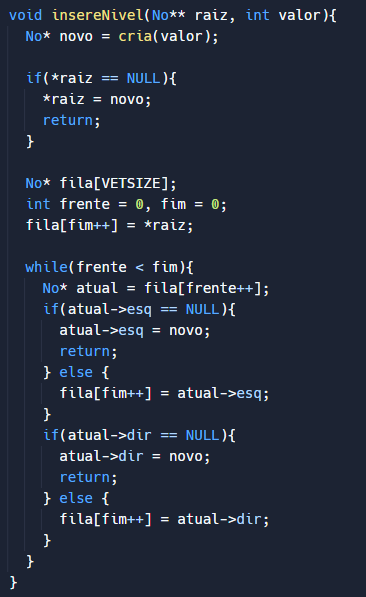 void insereNivel(No** raiz, int valor){
  No* novo = cria(valor);

  if(*raiz == NULL){
    *raiz = novo;
    return;
  }

  No* fila[VETSIZE];
  int frente = 0, fim = 0;
  fila[fim++] = *raiz;

  while(frente < fim){
    No* atual = fila[frente++];
    if(atual->esq == NULL){
      atual->esq = novo;
      return;
    } else {
      fila[fim++] = atual->esq;
    }
    if(atual->dir == NULL){
      atual->dir = novo;
      return;
    } else {
      fila[fim++] = atual->dir;
    }
  }
}